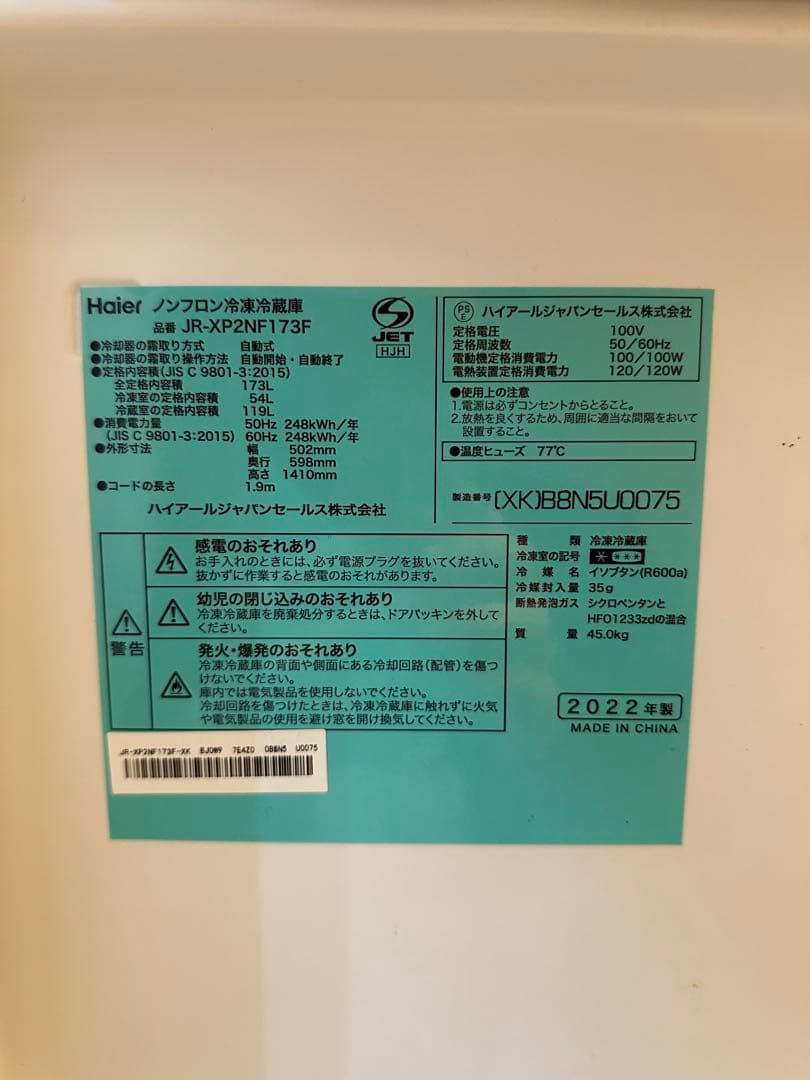 Haier ノンフロン冷凍冷蔵庫
品番 JR-XP2NF173F
●冷却器の霜取り方式 自動式
●冷却器の霜取り操作方法 自動開始・自動終了
●定格内容積(JIS C 9801-3:2015)
全定格内容積 173L
冷凍室の定格内容積 54L
冷蔵室の定格内容積 119L
●消費電力量 50Hz 248kWh/年
(JIS C 9801-3:2015) 60Hz 248kWh/年
●外形寸法 幅 502mm
奥行 598mm
高さ 1410mm
●コードの長さ 1.9m
ハイアールジャパンセールス株式会社
JET
HJH
PS
E
ハイアールジャパンセールス株式会社
定格電圧 100V
定格周波数 50/60Hz
電動機定格消費電力 100/100W
電熱装置定格消費電力 120/120W
●使用上の注意
1.電源は必ずコンセントからとること。
2.放熱を良くするため、周囲に適当な間隔をおいて
設置すること。
●温度ヒューズ 77℃
製造番号 (XK)B8N5U0075
警告
感電のおそれあり
お手入れのときには、必ず電源プラグを抜いてください。
抜かずに作業すると感電のおそれがあります。
幼児の閉じ込みのおそれあり
冷凍冷蔵庫を廃棄処分するときは、ドアパッキンを外して
ください。
発火・爆発のおそれあり
冷凍冷蔵庫の背面や側面にある冷却回路(配管)を傷つ
けないでください。
庫内では電気製品を使用しないでください。
冷却回路を傷つけたときは、冷凍冷蔵庫に触れずに火気
や電気製品の使用を避け窓を開け換気してください。
種類 冷凍冷蔵庫
冷凍室の記号 * ***
冷媒名 イソブタン(R600a)
冷媒封入量 35g
断熱発泡ガス シクロペンタンと
HFO1233zdの混合
質量 45.0kg
2022年製
MADE IN CHINA
JR-XP2NF173F-XK BJ0W9 7E4Z0 0B8N5 U0075